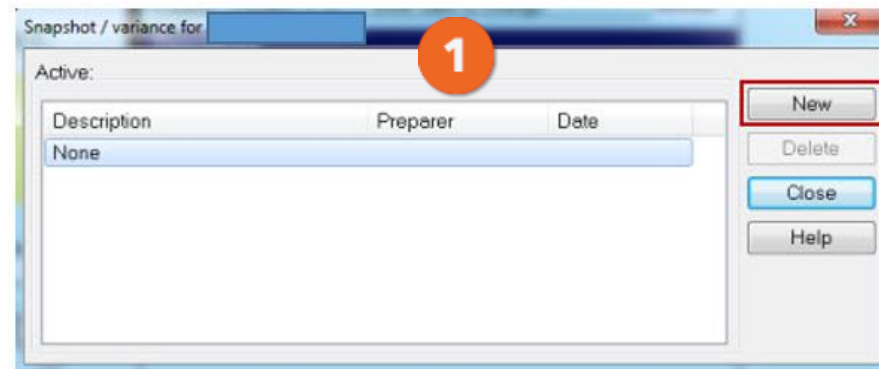 Snapshot / variance for
1
Active:
New
Description Preparer Date
None
Delete
Close
Help